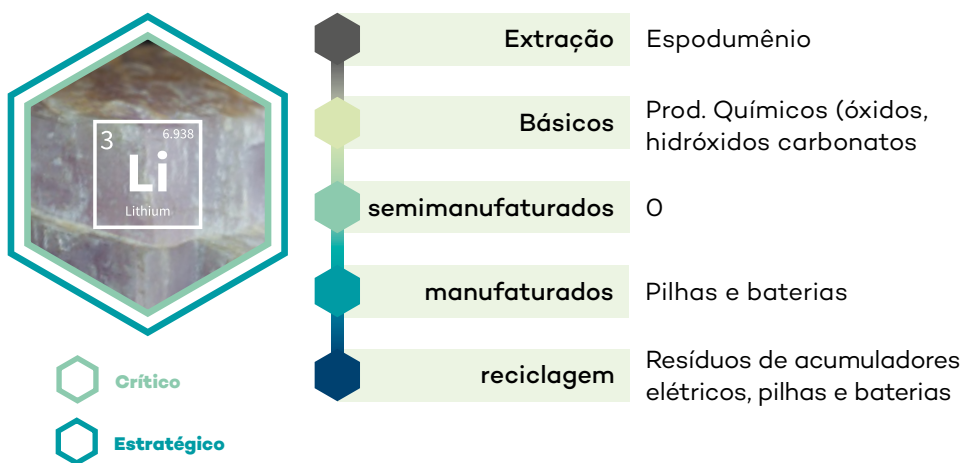 3
6.938
Li
Lithium
Crítico
Estratégico
Extração
Espodumênio
Básicos
Prod. Químicos (óxidos,
hidróxidos carbonatos
semimanufaturados
0
manufaturados
Pilhas e baterias
reciclagem
Resíduos de acumuladores
elétricos, pilhas e baterias